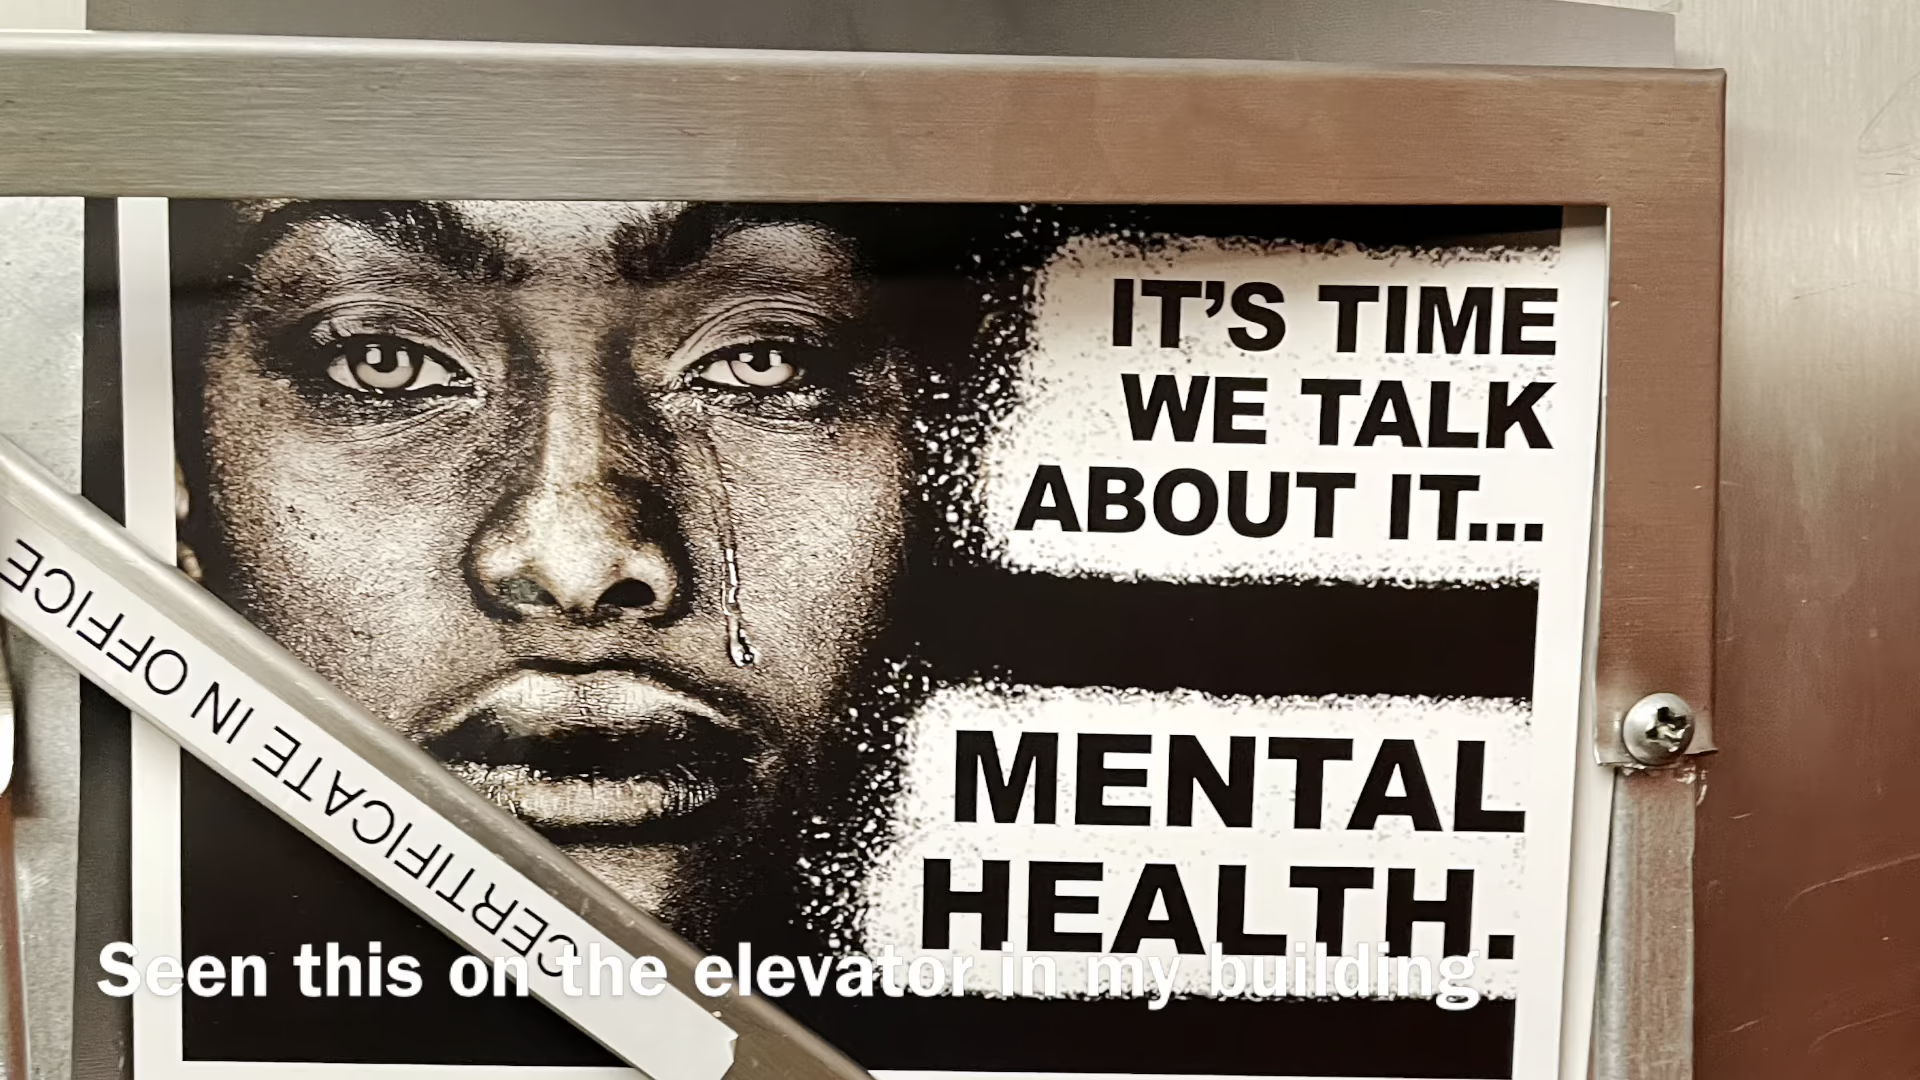 IT'S TIME
WE TALK
ABOUT IT...
MENTAL
HEALTH.
CERTIFICATE IN OFFICE
Seen this on the elevator in my building